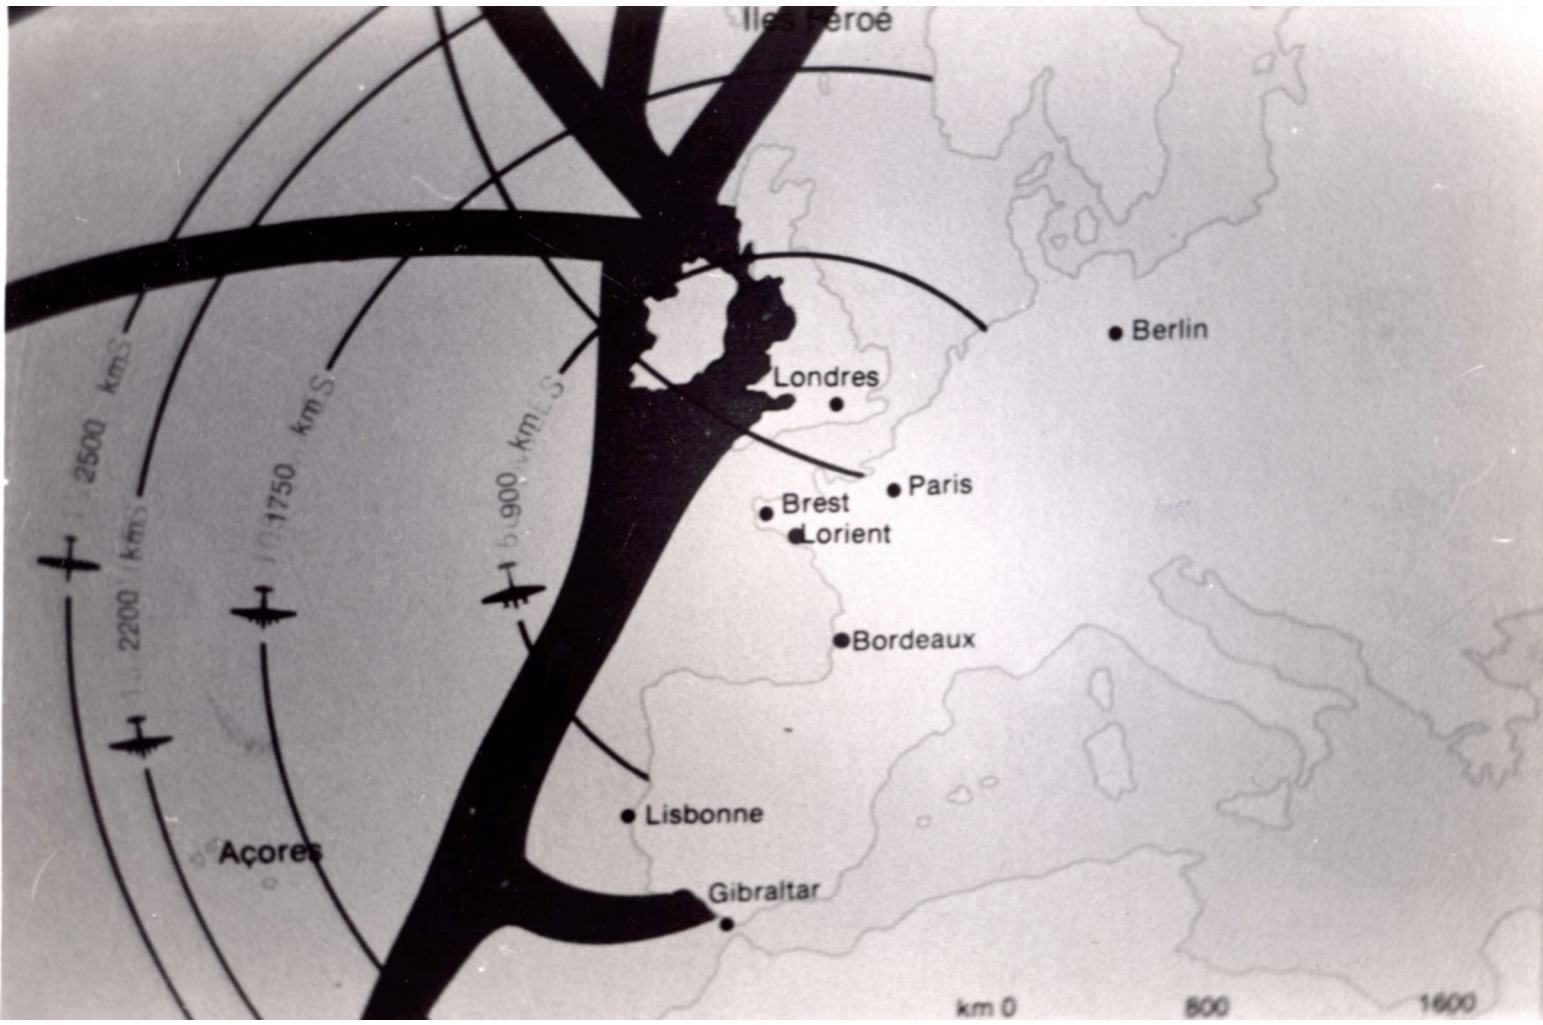 Iles Féroé
Berlin
Londres
2500 kmS
1750 kmS
900 kmS
Paris
Brest
Lorient
2200 kmS
Bordeaux
Lisbonne
Açores
Gibraltar
km 0 800 1600